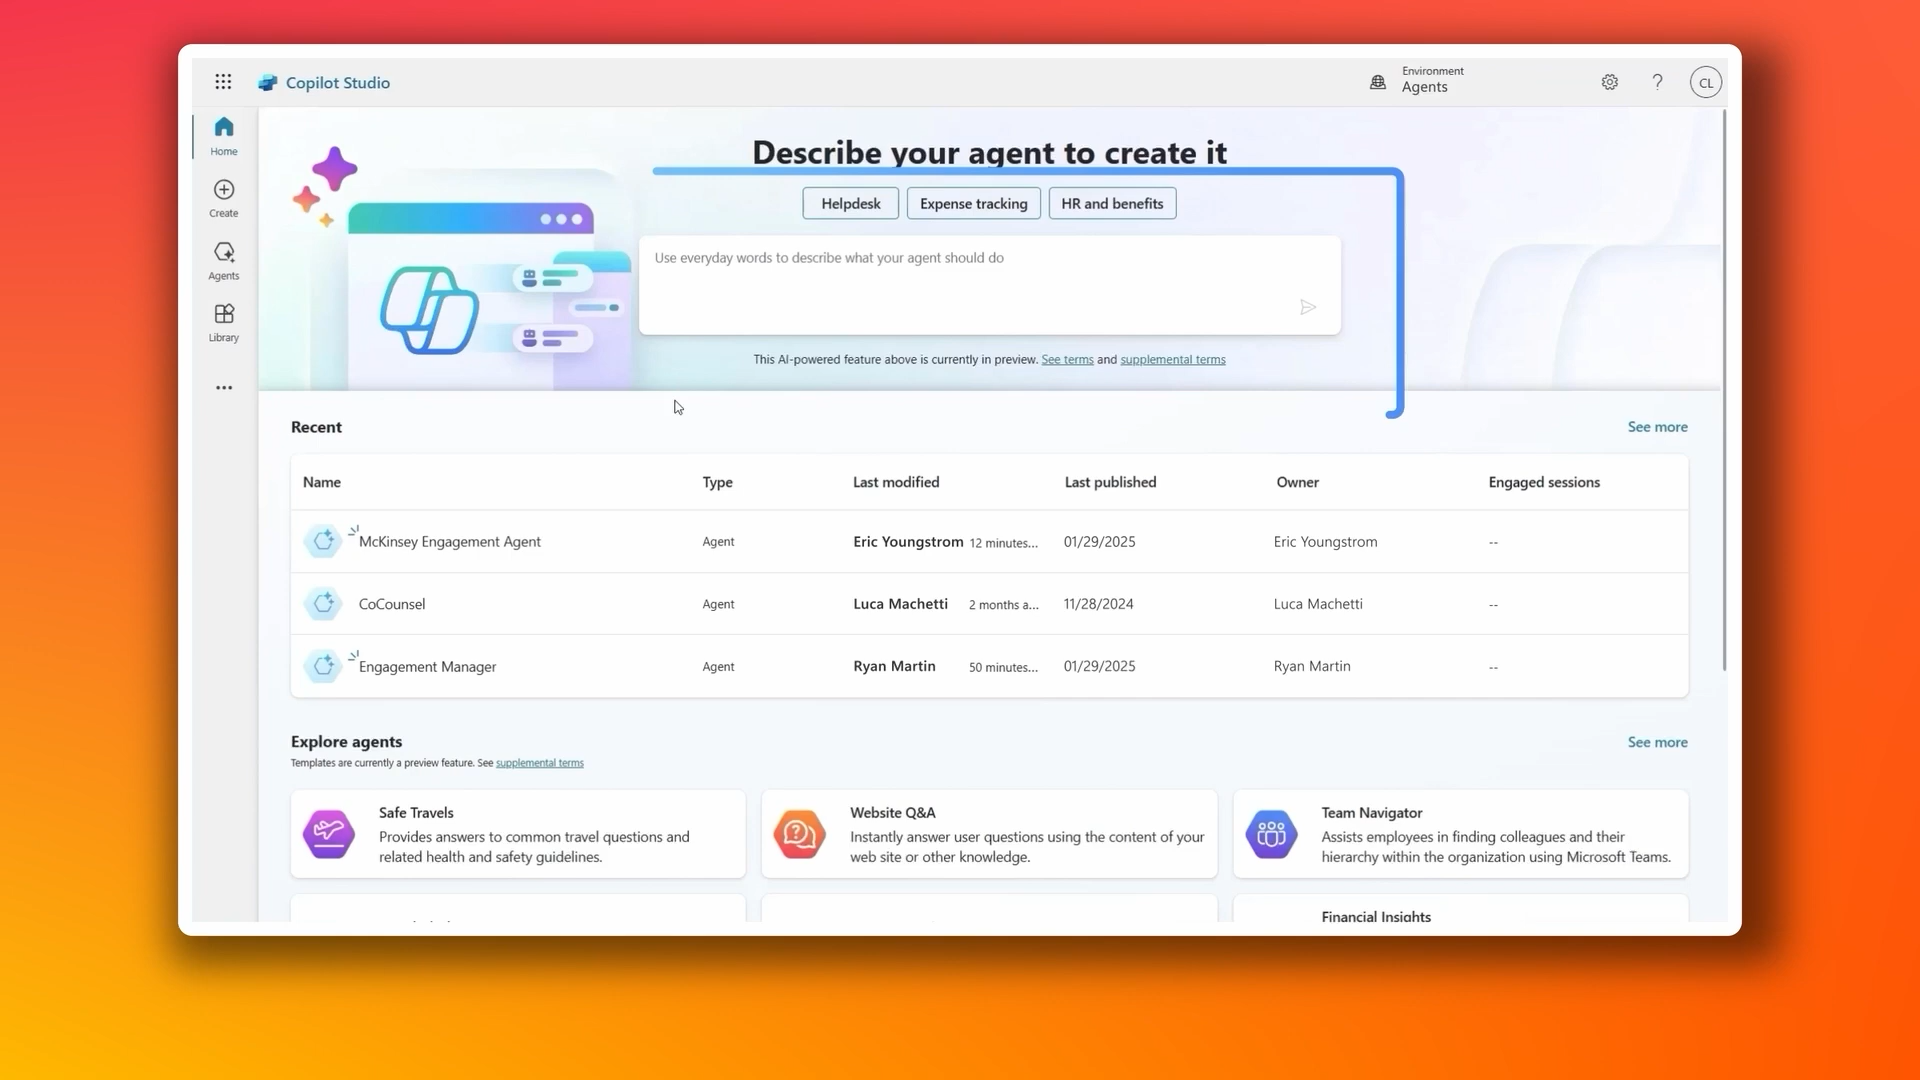 Copilot Studio
Environment
Agents
?
CL
Home
Create
Agents
Library
Describe your agent to create it
Helpdesk
Expense tracking
HR and benefits
Use everyday words to describe what your agent should do
This AI-powered feature above is currently in preview. See terms and supplemental terms
Recent
See more
Name Type Last modified Last published Owner Engaged sessions
McKinsey Engagement Agent Agent Eric Youngstrom 12 minutes... 01/29/2025 Eric Youngstrom --
CoCounsel Agent Luca Machetti 2 months a... 11/28/2024 Luca Machetti --
Engagement Manager Agent Ryan Martin 50 minutes... 01/29/2025 Ryan Martin --
Explore agents
See more
Templates are currently a preview feature. See supplemental terms
Safe Travels
Provides answers to common travel questions and
related health and safety guidelines.
Website Q&A
Instantly answer user questions using the content of your
web site or other knowledge.
Team Navigator
Assists employees in finding colleagues and their
hierarchy within the organization using Microsoft Teams.
Financial Insights